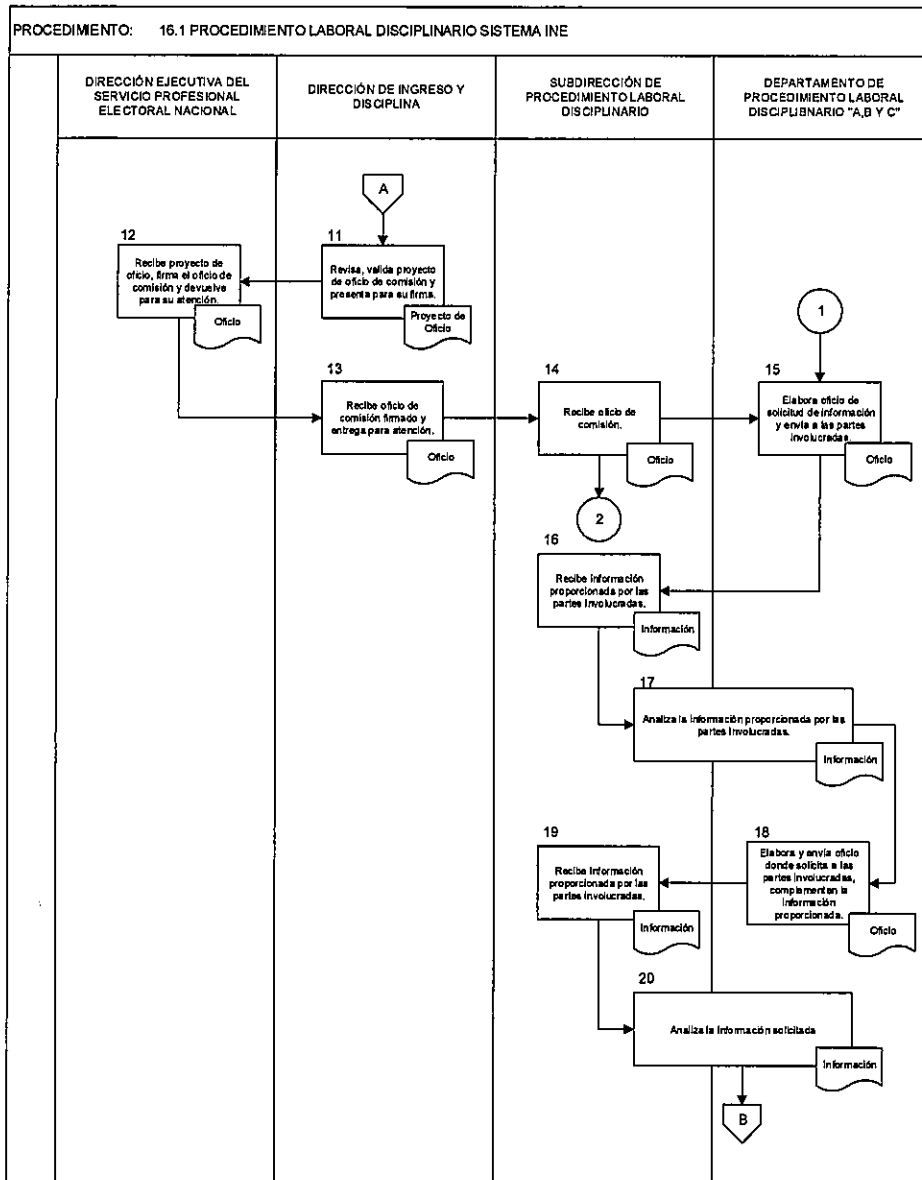 PROCEDIMIENTO: 16.1 PROCEDIMIENTO LABORAL DISCIPLINARIO SISTEMA INE
DIRECCIÓN EJECUTIVA DEL
SERVICIO PROFESIONAL
ELECTORAL NACIONAL
DIRECCIÓN DE INGRESO Y
DISCIPLINA
SUBDIRECCIÓN DE
PROCEDIMIENTO LABORAL
DISCIPLINARIO
DEPARTAMENTO DE
PROCEDIMIENTO LABORAL
DISCIPLIBNARIO "A,B Y C"
A
11
Revisa, valida proyecto
de oficio de comisión y
presenta para su firma.
Proyecto de
Oficio
12
Recibe proyecto de
oficio, firma el oficio de
comisión y devuelve
para su atención.
Oficio
13
Recibe oficio de
comisión firmado y
entrega para atención.
Oficio
14
Recibe oficio de
comisión.
Oficio
2
1
15
Elabora oficio de
solicitud de información
y envía a las partes
involucradas.
Oficio
16
Recibe información
proporcionada por las
partes involucradas.
Información
17
Analiza la información proporcionada por las
partes involucradas.
Información
18
Elabora y envía oficio
donde solicita a las
partes involucradas,
complementen la
información
proporcionada.
Oficio
19
Recibe información
proporcionada por las
partes involucradas.
Información
20
Analiza la información solicitada
Información
B